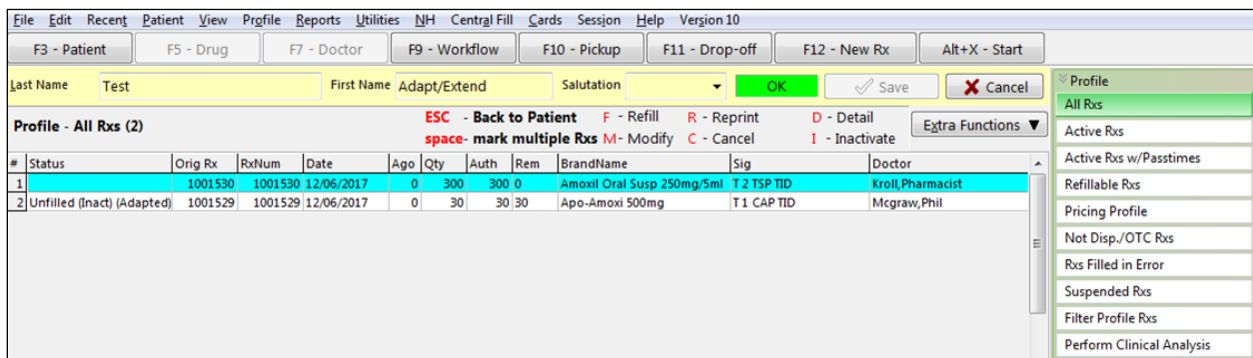 File Edit Recent Patient View Profile Reports Utilities NH Central Fill Cards Session Help Version 10
F3 - Patient F5 - Drug F7 - Doctor F9 - Workflow F10 - Pickup F11 - Drop-off F12 - New Rx Alt+X - Start
Last Name Test First Name Adapt/Extend Salutation OK Save Cancel
Profile - All Rxs (2)
ESC - Back to Patient F - Refill R - Reprint D - Detail
space- mark multiple Rxs M- Modify C - Cancel I - Inactivate
Extra Functions ▼
# Status Orig Rx RxNum Date Ago Qty Auth Rem BrandName Sig Doctor
1 1001530 1001530 12/06/2017 0 300 300 0 Amoxil Oral Susp 250mg/5ml T 2 TSP TID Kroll,Pharmacist
2 Unfilled (Inact) (Adapted) 1001529 1001529 12/06/2017 0 30 30 30 Apo-Amoxi 500mg T 1 CAP TID Mcgraw,Phil
Profile
All Rxs
Active Rxs
Active Rxs w/Passtimes
Refillable Rxs
Pricing Profile
Not Disp./OTC Rxs
Rxs Filled in Error
Suspended Rxs
Filter Profile Rxs
Perform Clinical Analysis